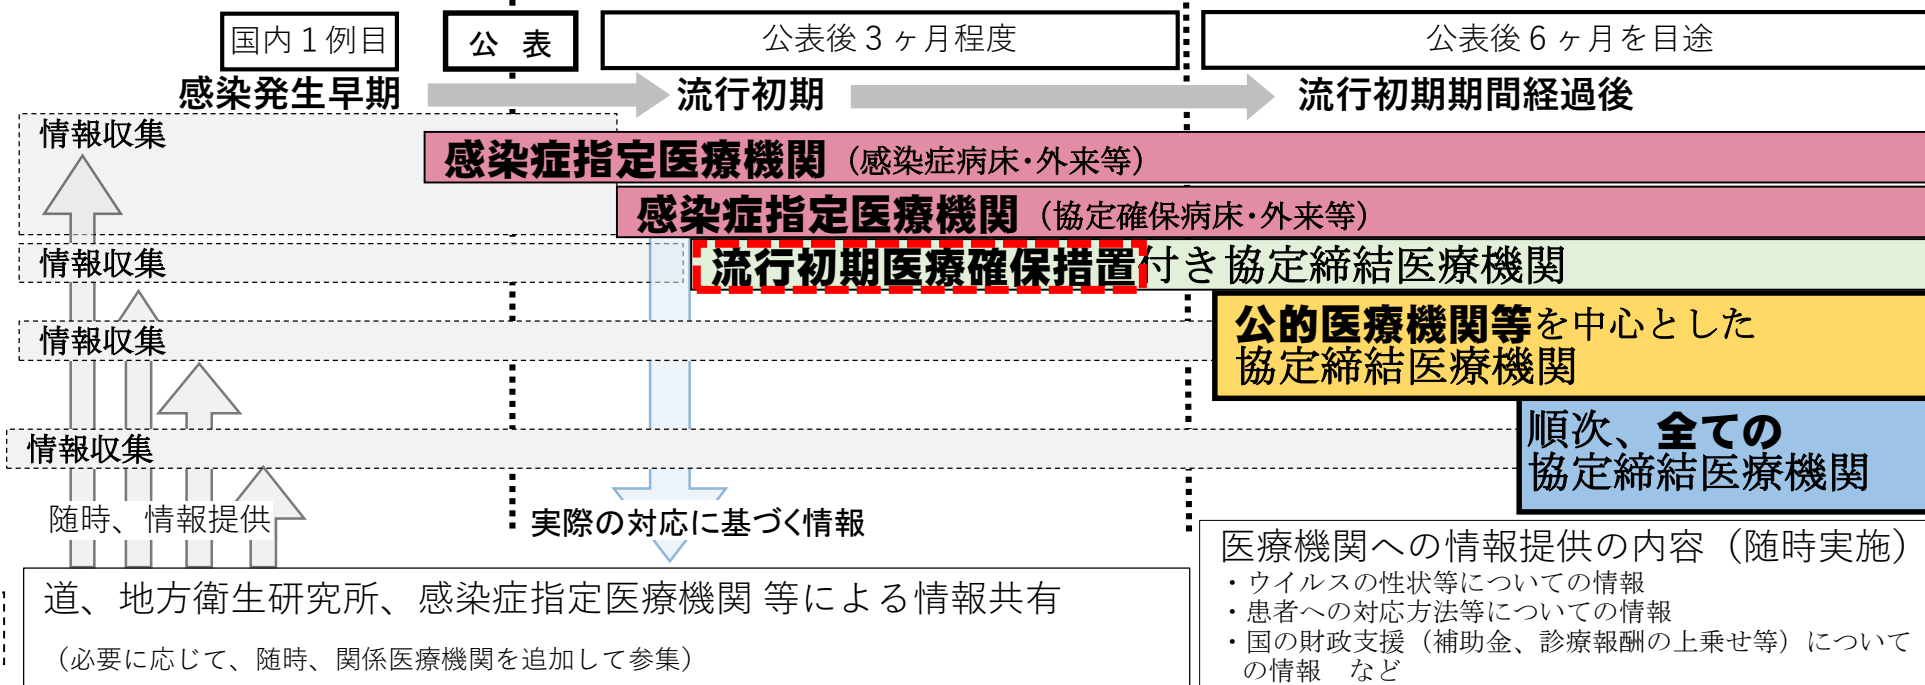 国内１例目
公 表
公表後３ヶ月程度
公表後６ヶ月を目途
感染発生早期
流行初期
流行初期期間経過後
情報収集
感染症指定医療機関（感染症病床・外来等）
感染症指定医療機関（協定確保病床・外来等）
情報収集
流行初期医療確保措置付き協定締結医療機関
情報収集
公的医療機関等を中心とした
協定締結医療機関
情報収集
順次、全ての
協定締結医療機関
随時、情報提供
実際の対応に基づく情報
道、地方衛生研究所、感染症指定医療機関 等による情報共有
（必要に応じて、随時、関係医療機関を追加して参集）
医療機関への情報提供の内容（随時実施）
・ウイルスの性状等についての情報
・患者への対応方法等についての情報
・国の財政支援（補助金、診療報酬の上乗せ等）について
の情報　など